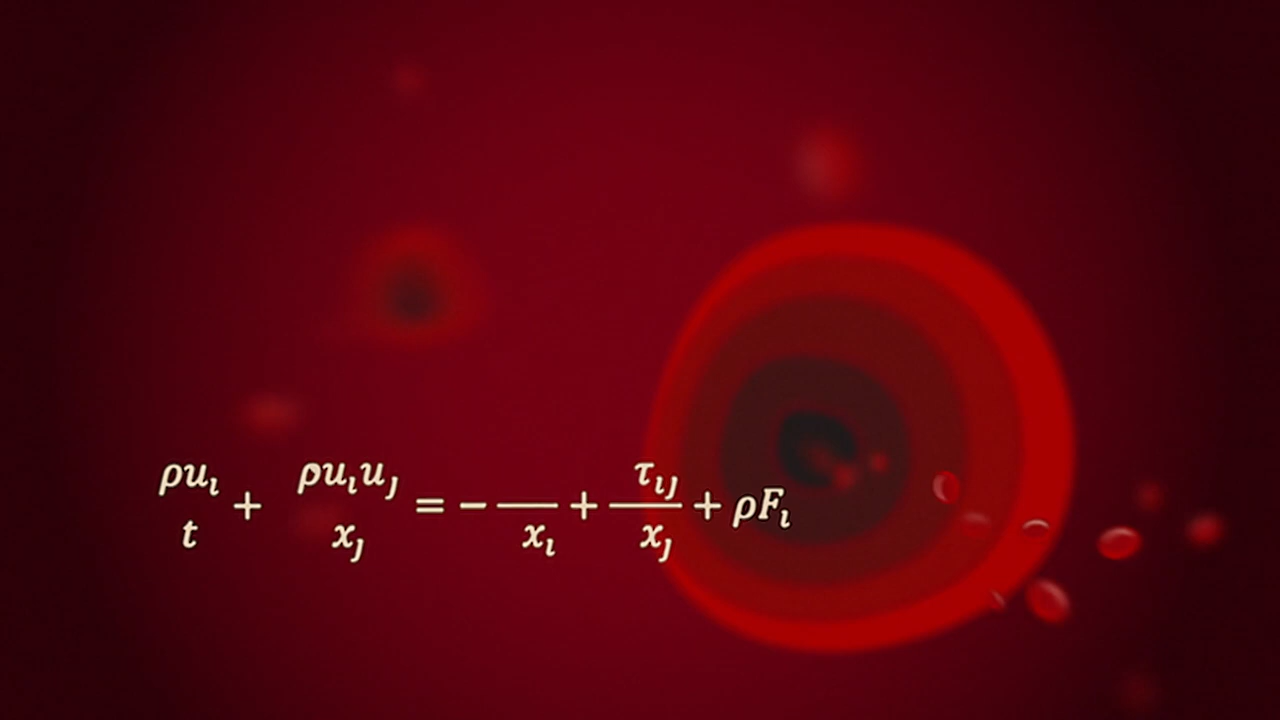 ρuᵢ/t + ρuᵢuⱼ/xⱼ = − —/xᵢ + τᵢⱼ/xⱼ + ρFᵢ